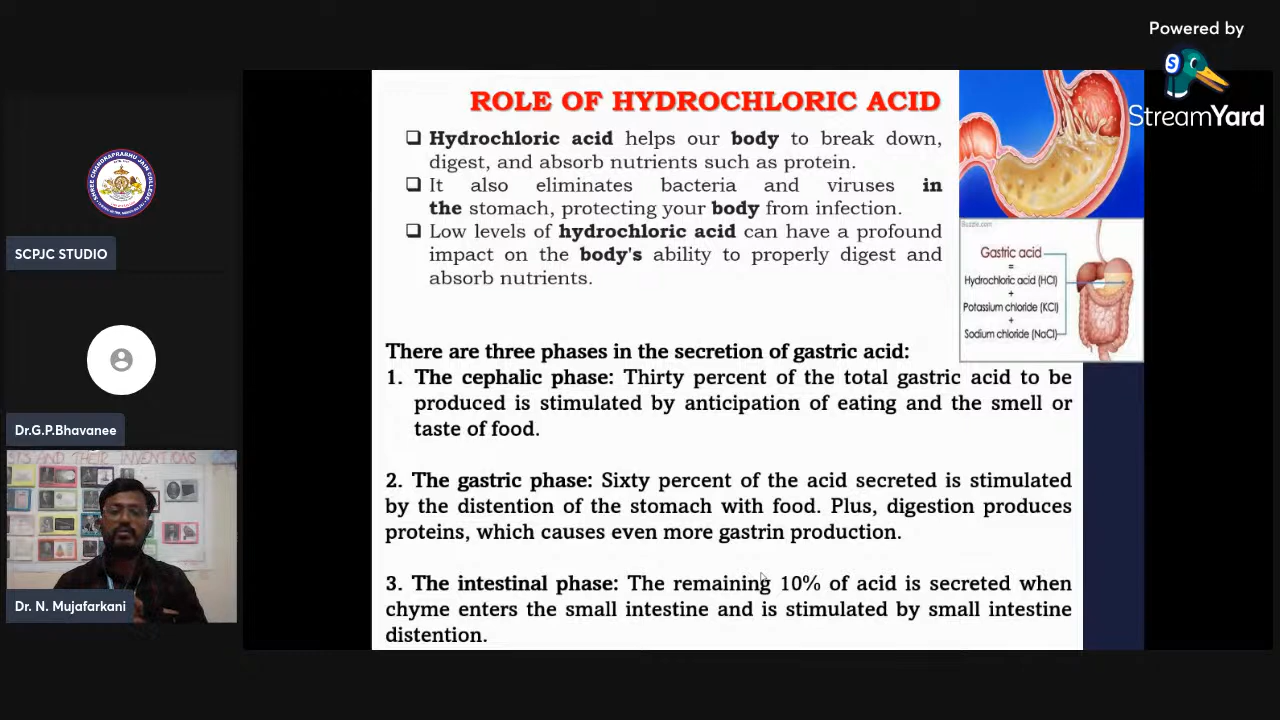 Powered by
StreamYard
SCPJC STUDIO
Dr.G.P.Bhavanee
STS AND THEIR INVENTIONS
Dr. N. Mujafarkani
ROLE OF HYDROCHLORIC ACID
❑ Hydrochloric acid helps our body to break down,
digest, and absorb nutrients such as protein.
❑ It also eliminates bacteria and viruses in
the stomach, protecting your body from infection.
❑ Low levels of hydrochloric acid can have a profound
impact on the body's ability to properly digest and
absorb nutrients.
Buzzle.com
Gastric acid
=
Hydrochloric acid (HCl)
+
Potassium chloride (KCl)
+
Sodium chloride (NaCl)
There are three phases in the secretion of gastric acid:
1. The cephalic phase: Thirty percent of the total gastric acid to be
produced is stimulated by anticipation of eating and the smell or
taste of food.
2. The gastric phase: Sixty percent of the acid secreted is stimulated
by the distention of the stomach with food. Plus, digestion produces
proteins, which causes even more gastrin production.
3. The intestinal phase: The remaining 10% of acid is secreted when
chyme enters the small intestine and is stimulated by small intestine
distention.